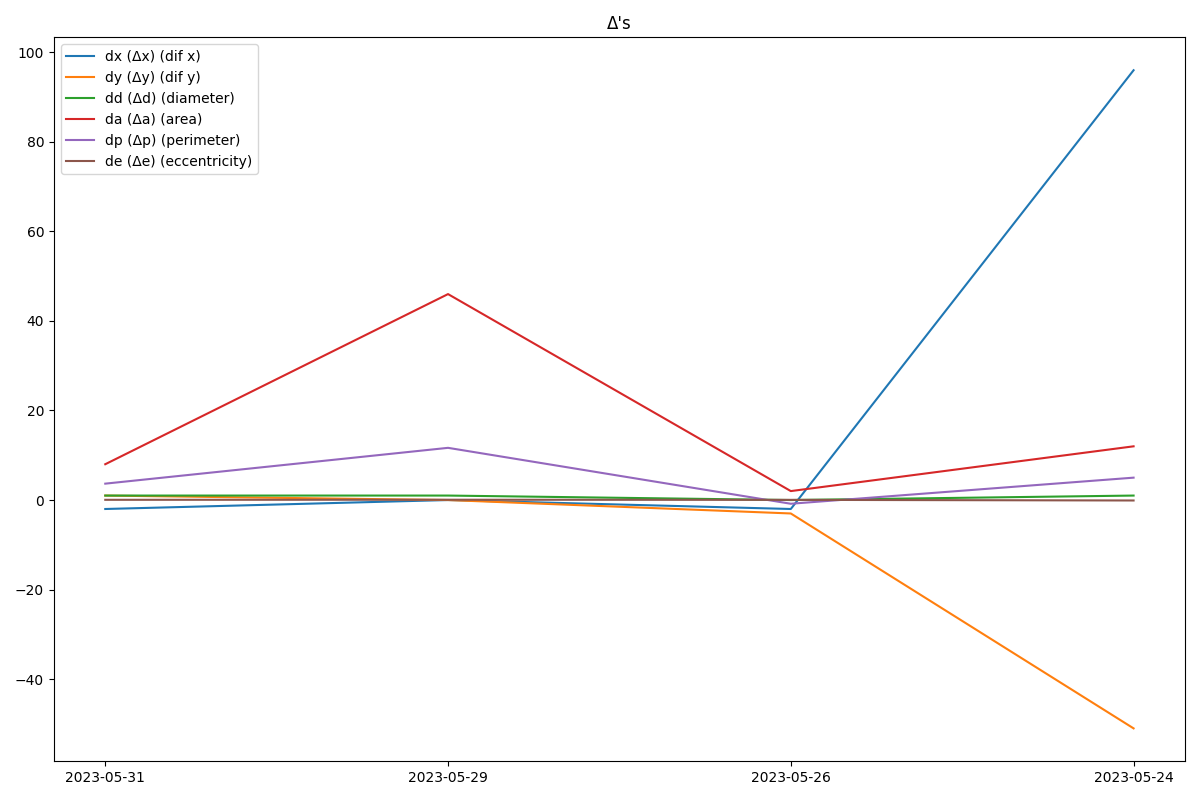 Δ's
dx (Δx) (dif x)
dy (Δy) (dif y)
dd (Δd) (diameter)
da (Δa) (area)
dp (Δp) (perimeter)
de (Δe) (eccentricity)
100
80
60
40
20
0
−20
−40
2023-05-31 2023-05-29 2023-05-26 2023-05-24